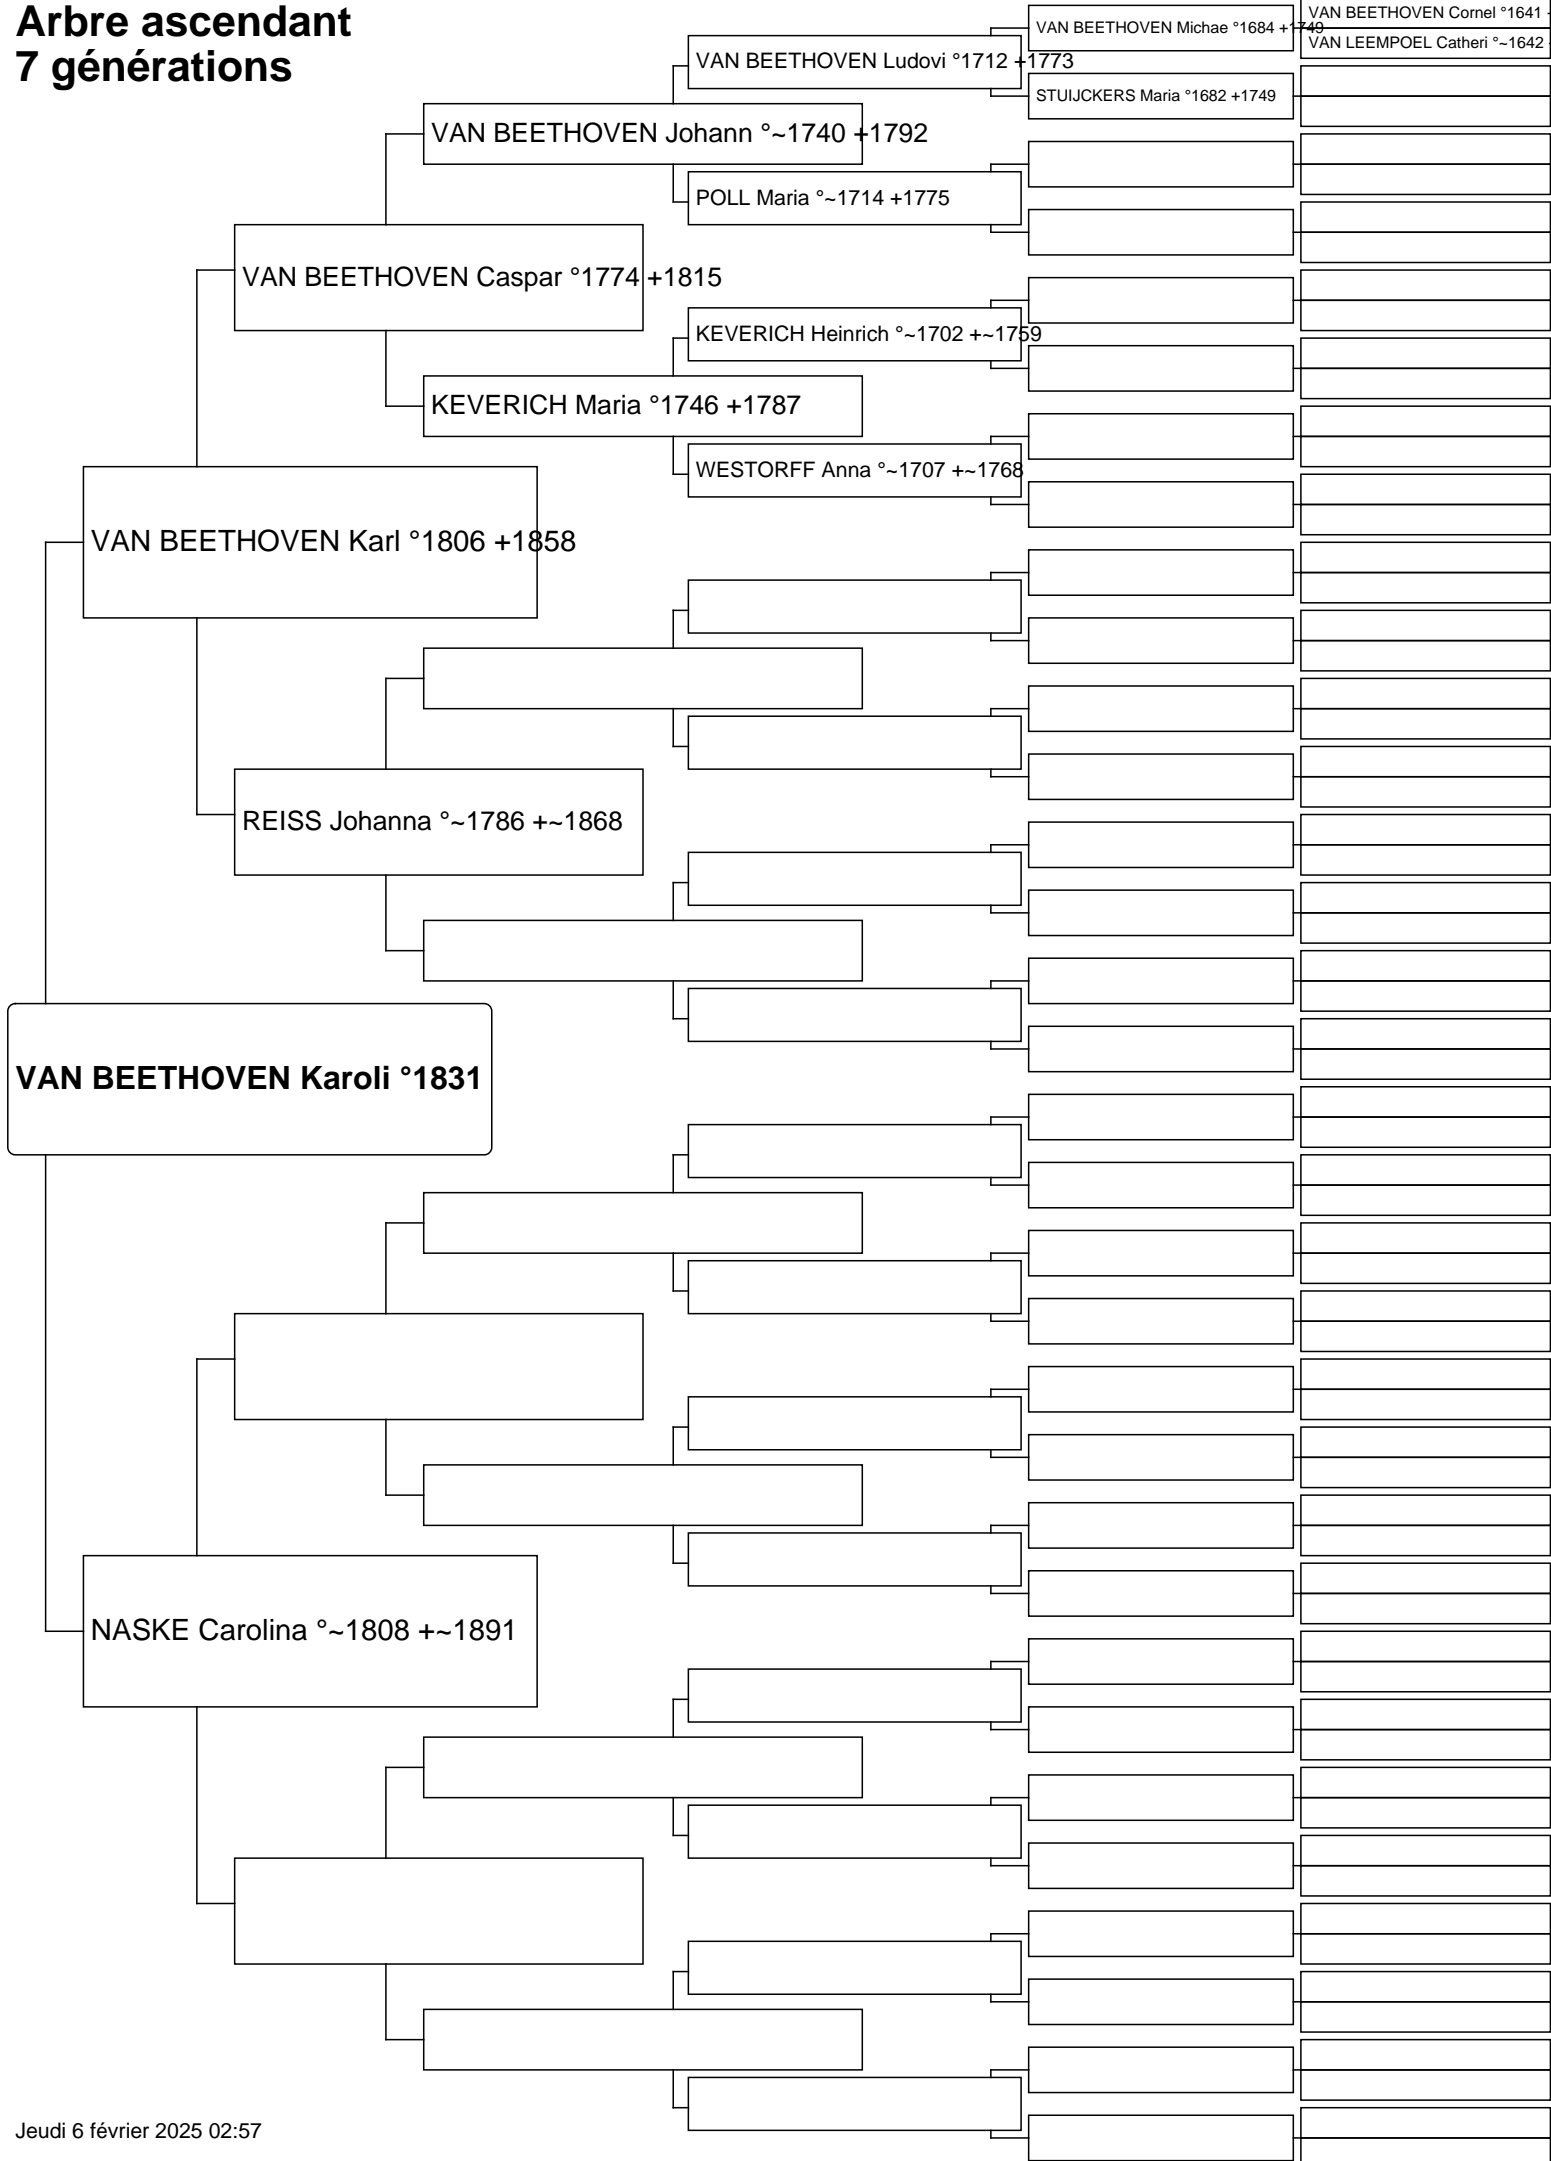 Arbre ascendant
7 générations
VAN BEETHOVEN Cornel °1641
VAN BEETHOVEN Michae °1684 +1749
VAN LEEMPOEL Catheri °~1642
VAN BEETHOVEN Ludovi °1712 +1773
STUIJCKERS Maria °1682 +1749
VAN BEETHOVEN Johann °~1740 +1792
POLL Maria °~1714 +1775
VAN BEETHOVEN Caspar °1774 +1815
KEVERICH Heinrich °~1702 +~1759
KEVERICH Maria °1746 +1787
WESTORFF Anna °~1707 +~1768
VAN BEETHOVEN Karl °1806 +1858
REISS Johanna °~1786 +~1868
VAN BEETHOVEN Karoli °1831
NASKE Carolina °~1808 +~1891
Jeudi 6 février 2025 02:57